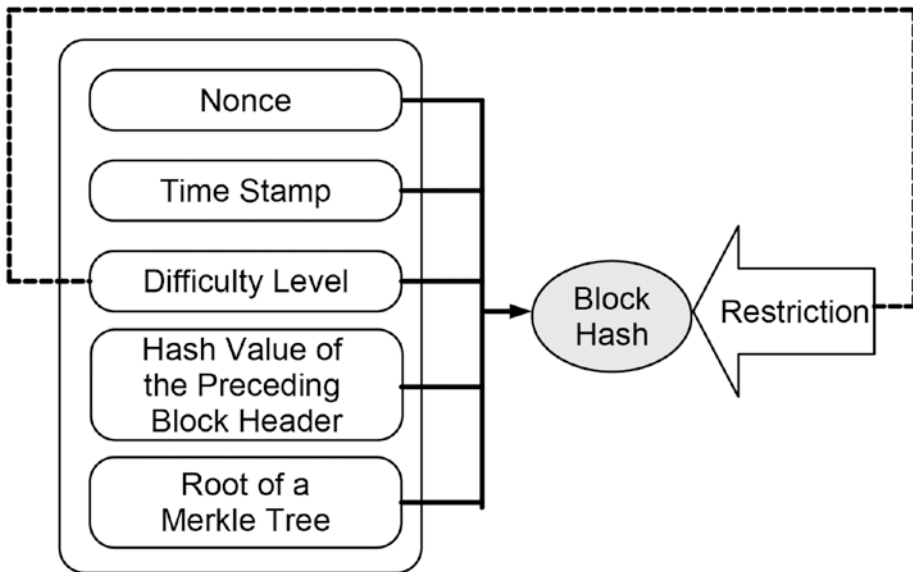 Nonce
Time Stamp
Difficulty Level
Hash Value of
the Preceding
Block Header
Root of a
Merkle Tree
Block
Hash
Restriction